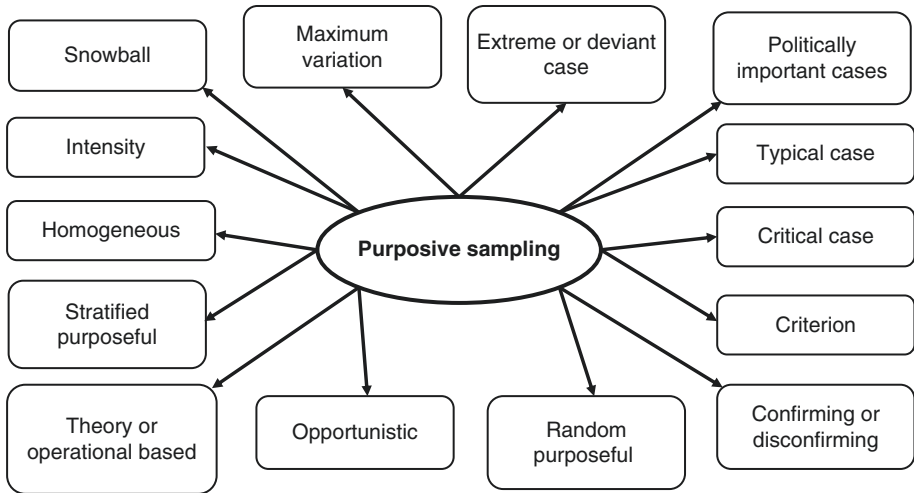 Snowball
Maximum
variation
Extreme or deviant
case
Politically
important cases
Intensity
Typical case
Homogeneous
Purposive sampling
Critical case
Stratified
purposeful
Criterion
Theory or
operational based
Opportunistic
Random
purposeful
Confirming or
disconfirming